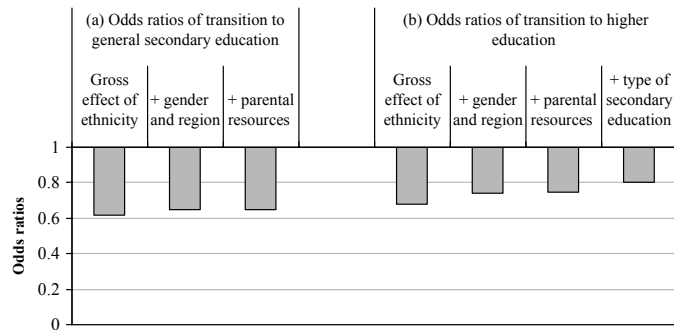 (a) Odds ratios of transition to
general secondary education
(b) Odds ratios of transition to higher
education
Gross
effect of
ethnicity
+ gender
and region
+ parental
resources
Gross
effect of
ethnicity
+ gender
and region
+ parental
resources
+ type of
secondary
education
1
0.8
0.6
0.4
0.2
0
Odds ratios